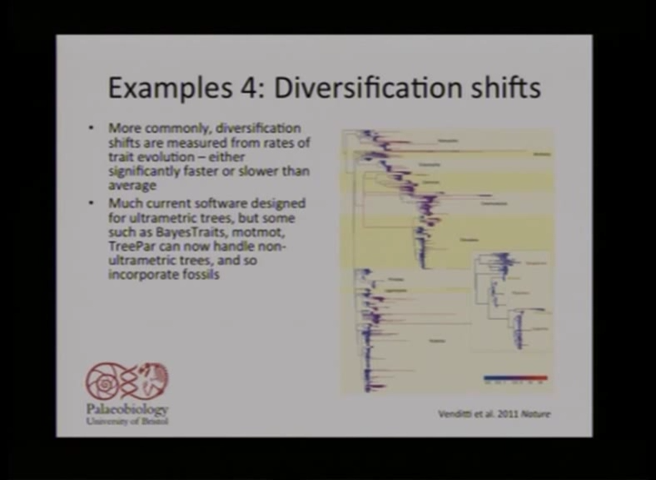 Examples 4: Diversification shifts
• More commonly, diversification
shifts are measured from rates of
trait evolution – either
significantly faster or slower than
average
• Much current software designed
for ultrametric trees, but some
such as BayesTraits, motmot,
TreePar can now handle non-
ultrametric trees, and so
incorporate fossils
Palaeobiology
University of Bristol
Venditti et al. 2011 Nature